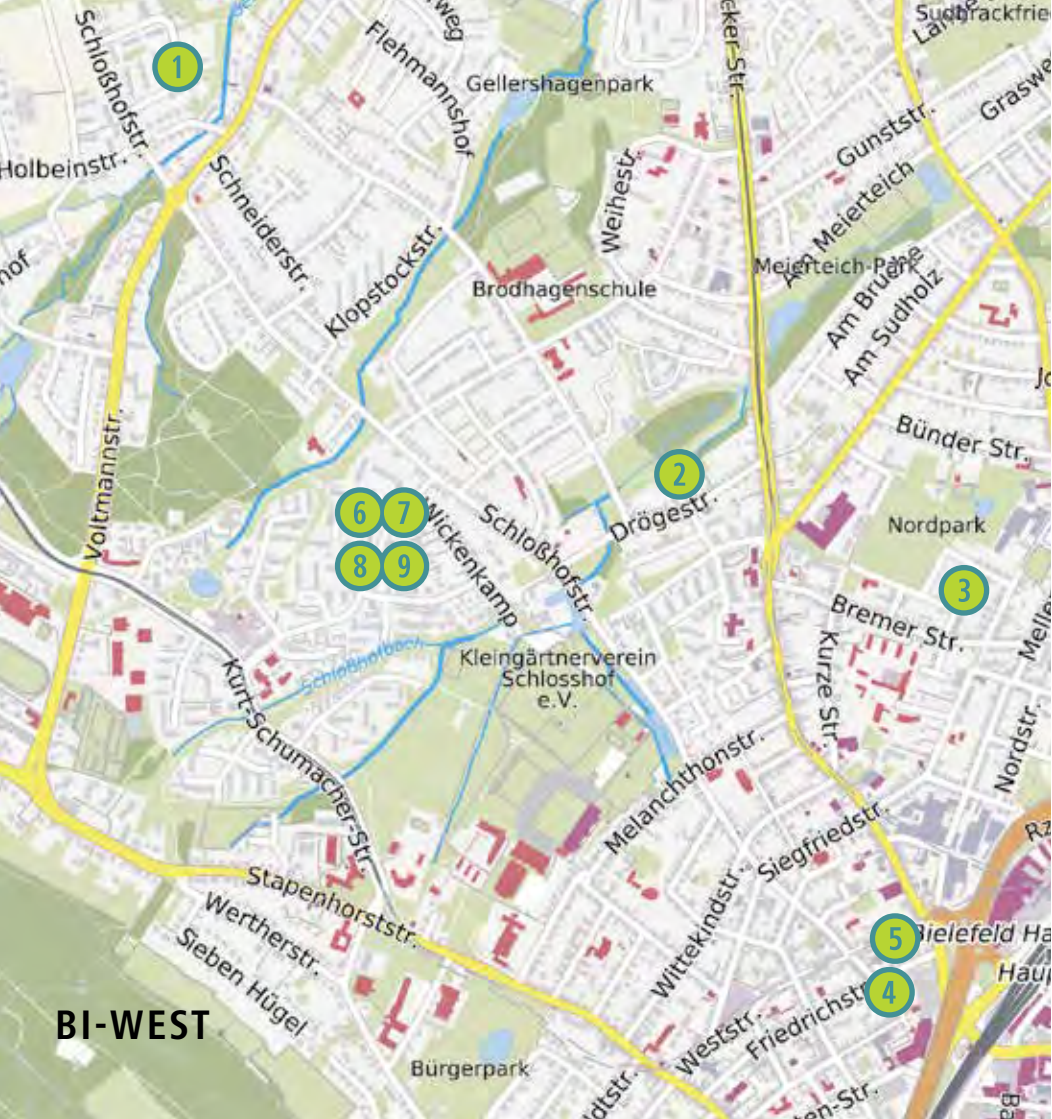 Sudbrackfrie
Schloßhofstr.
Flehmannshof
Gellershagenpark
Graswe
Gunststr.
Holbeinstr.
Schneiderstr.
Weihestr.
Am Meierteich
Meierteich-Park
Klopstockstr.
Brodhagenschule
Am Bruche
Am Sudholz
1
2
Bünder Str.
Voltmannstr.
6 7
8 9
Wickenkamp
Schloßhofstr.
Drögestr.
Nordpark
3
Bremer Str.
Kurze Str.
Schloßhofbach
Kleingärtnerverein
Schlosshof
e.V.
Kurt-Schumacher-Str.
Nordstr.
Melanchthonstr.
Siegfriedstr.
Stapenhorststr.
Wertherstr.
Sieben Hügel
Wittekindstr.
5
Bielefeld Ha
Haup
4
Weststr.
Friedrichstr.
BI-WEST
Bürgerpark